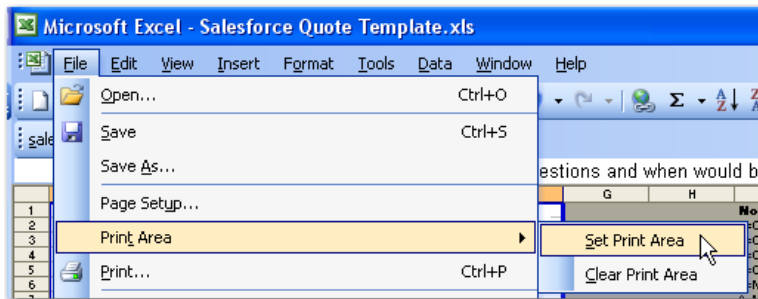 Microsoft Excel - Salesforce Quote Template.xls
File Edit View Insert Format Tools Data Window Help
Open... Ctrl+O
Save Ctrl+S
Save As...
estions and when would b
Page Setup...
G H
Print Area
Set Print Area
Print... Ctrl+P
Clear Print Area
1
2
3
4
5
6